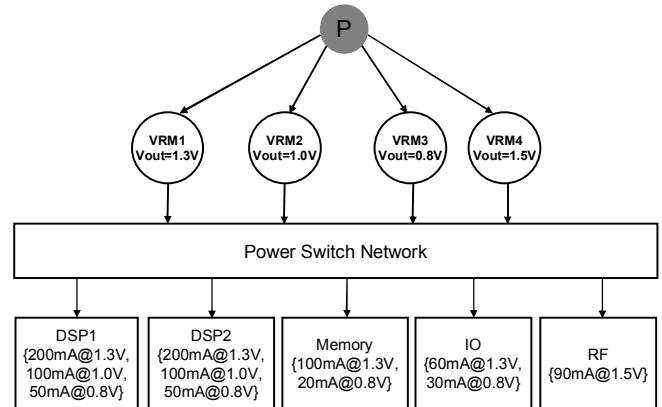 P
VRM1
Vout=1.3V
VRM2
Vout=1.0V
VRM3
Vout=0.8V
VRM4
Vout=1.5V
Power Switch Network
DSP1
{200mA@1.3V,
100mA@1.0V,
50mA@0.8V}
DSP2
{200mA@1.3V,
100mA@1.0V,
50mA@0.8V}
Memory
{100mA@1.3V,
20mA@0.8V}
IO
{60mA@1.3V,
30mA@0.8V}
RF
{90mA@1.5V}